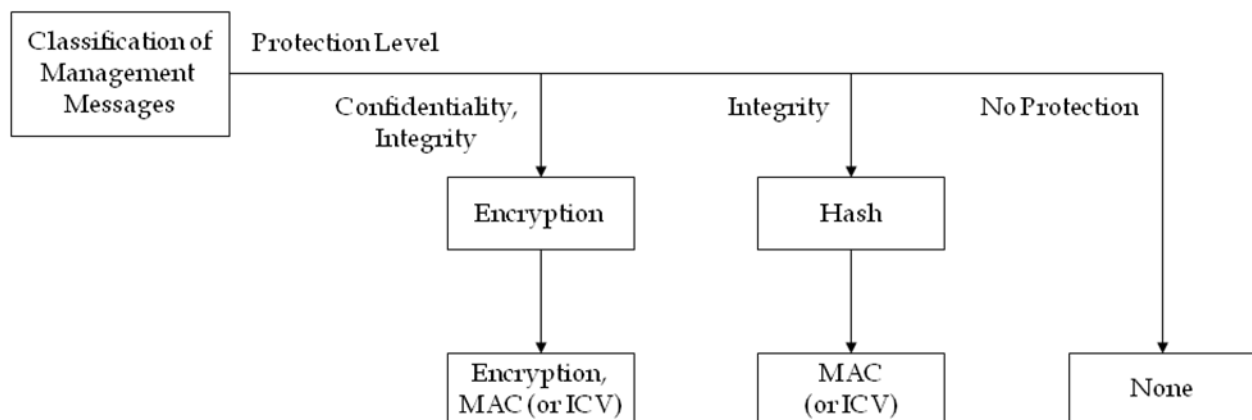 Classification of
Management
Messages
Protection Level
Confidentiality,
Integrity
Integrity
No Protection
Encryption
Hash
Encryption,
MAC (or ICV)
MAC
(or ICV)
None